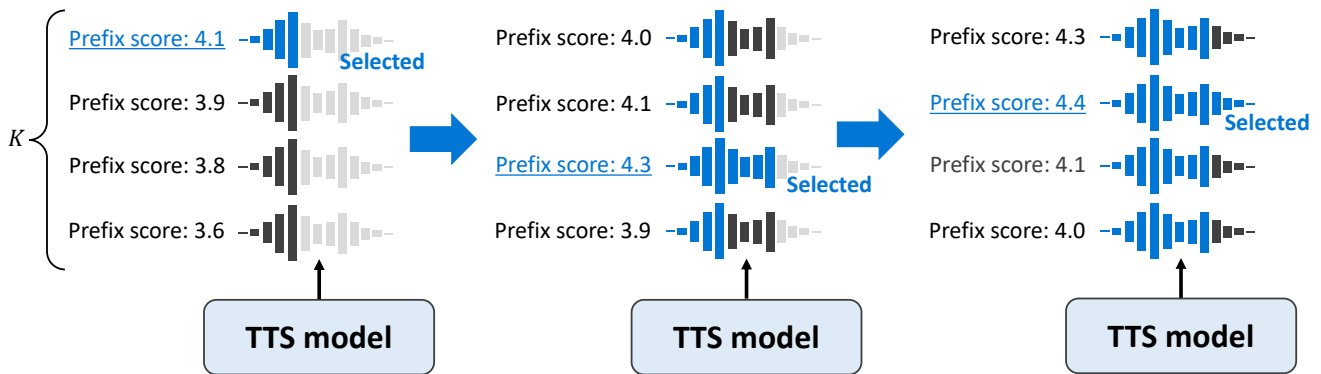 K
Prefix score: 4.1
Selected
Prefix score: 3.9
Prefix score: 3.8
Prefix score: 3.6
TTS model
Prefix score: 4.0
Prefix score: 4.1
Prefix score: 4.3
Selected
Prefix score: 3.9
TTS model
Prefix score: 4.3
Prefix score: 4.4
Selected
Prefix score: 4.1
Prefix score: 4.0
TTS model